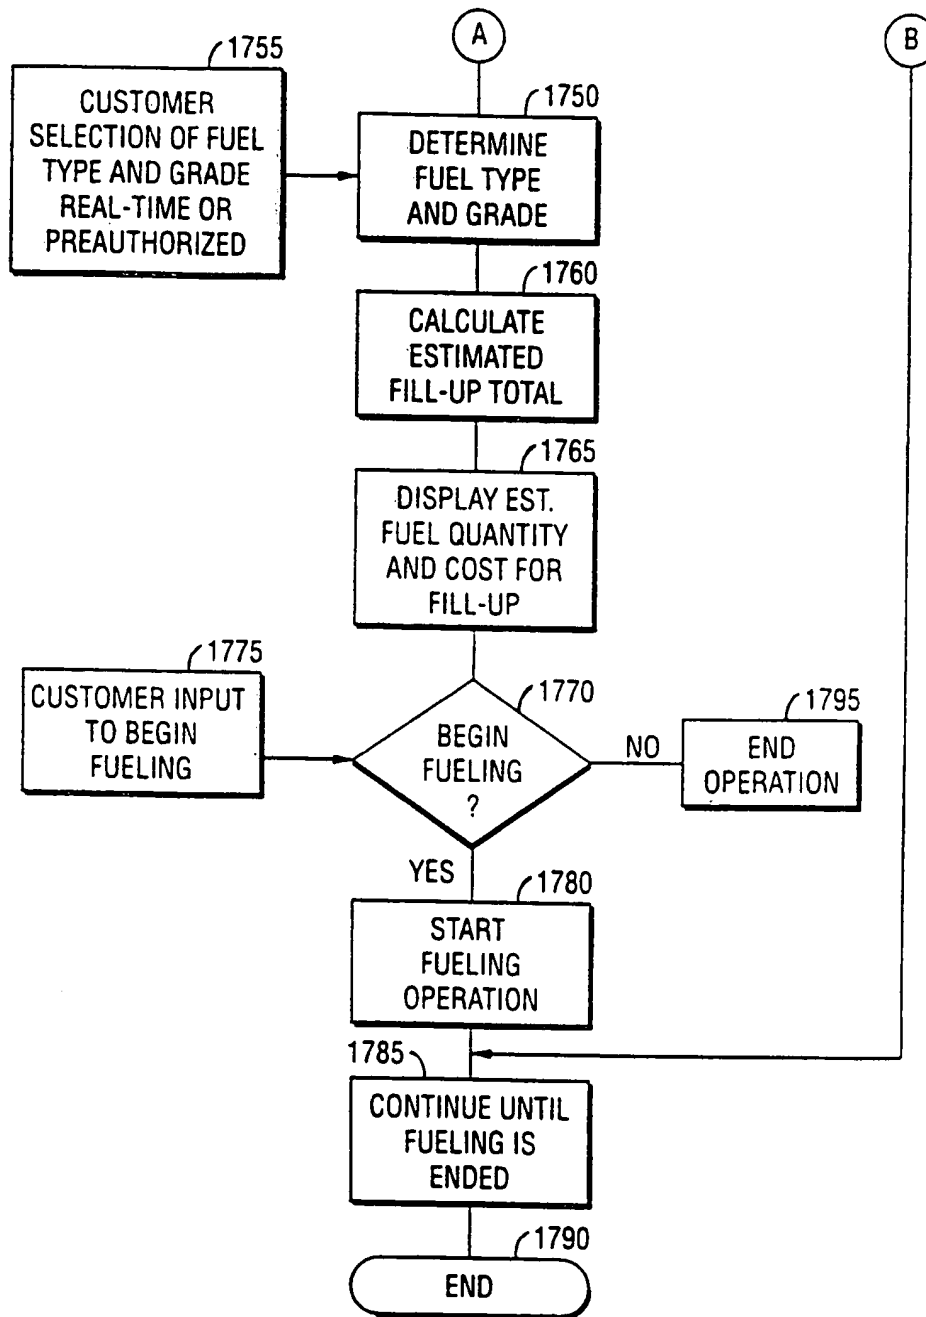 A
B
1755
CUSTOMER
SELECTION OF FUEL
TYPE AND GRADE
REAL-TIME OR
PREAUTHORIZED
1750
DETERMINE
FUEL TYPE
AND GRADE
1760
CALCULATE
ESTIMATED
FILL-UP TOTAL
1765
DISPLAY EST.
FUEL QUANTITY
AND COST FOR
FILL-UP
1775
CUSTOMER INPUT
TO BEGIN
FUELING
1770
BEGIN
FUELING
?
NO
1795
END
OPERATION
YES
1780
START
FUELING
OPERATION
1785
CONTINUE UNTIL
FUELING IS
ENDED
1790
END